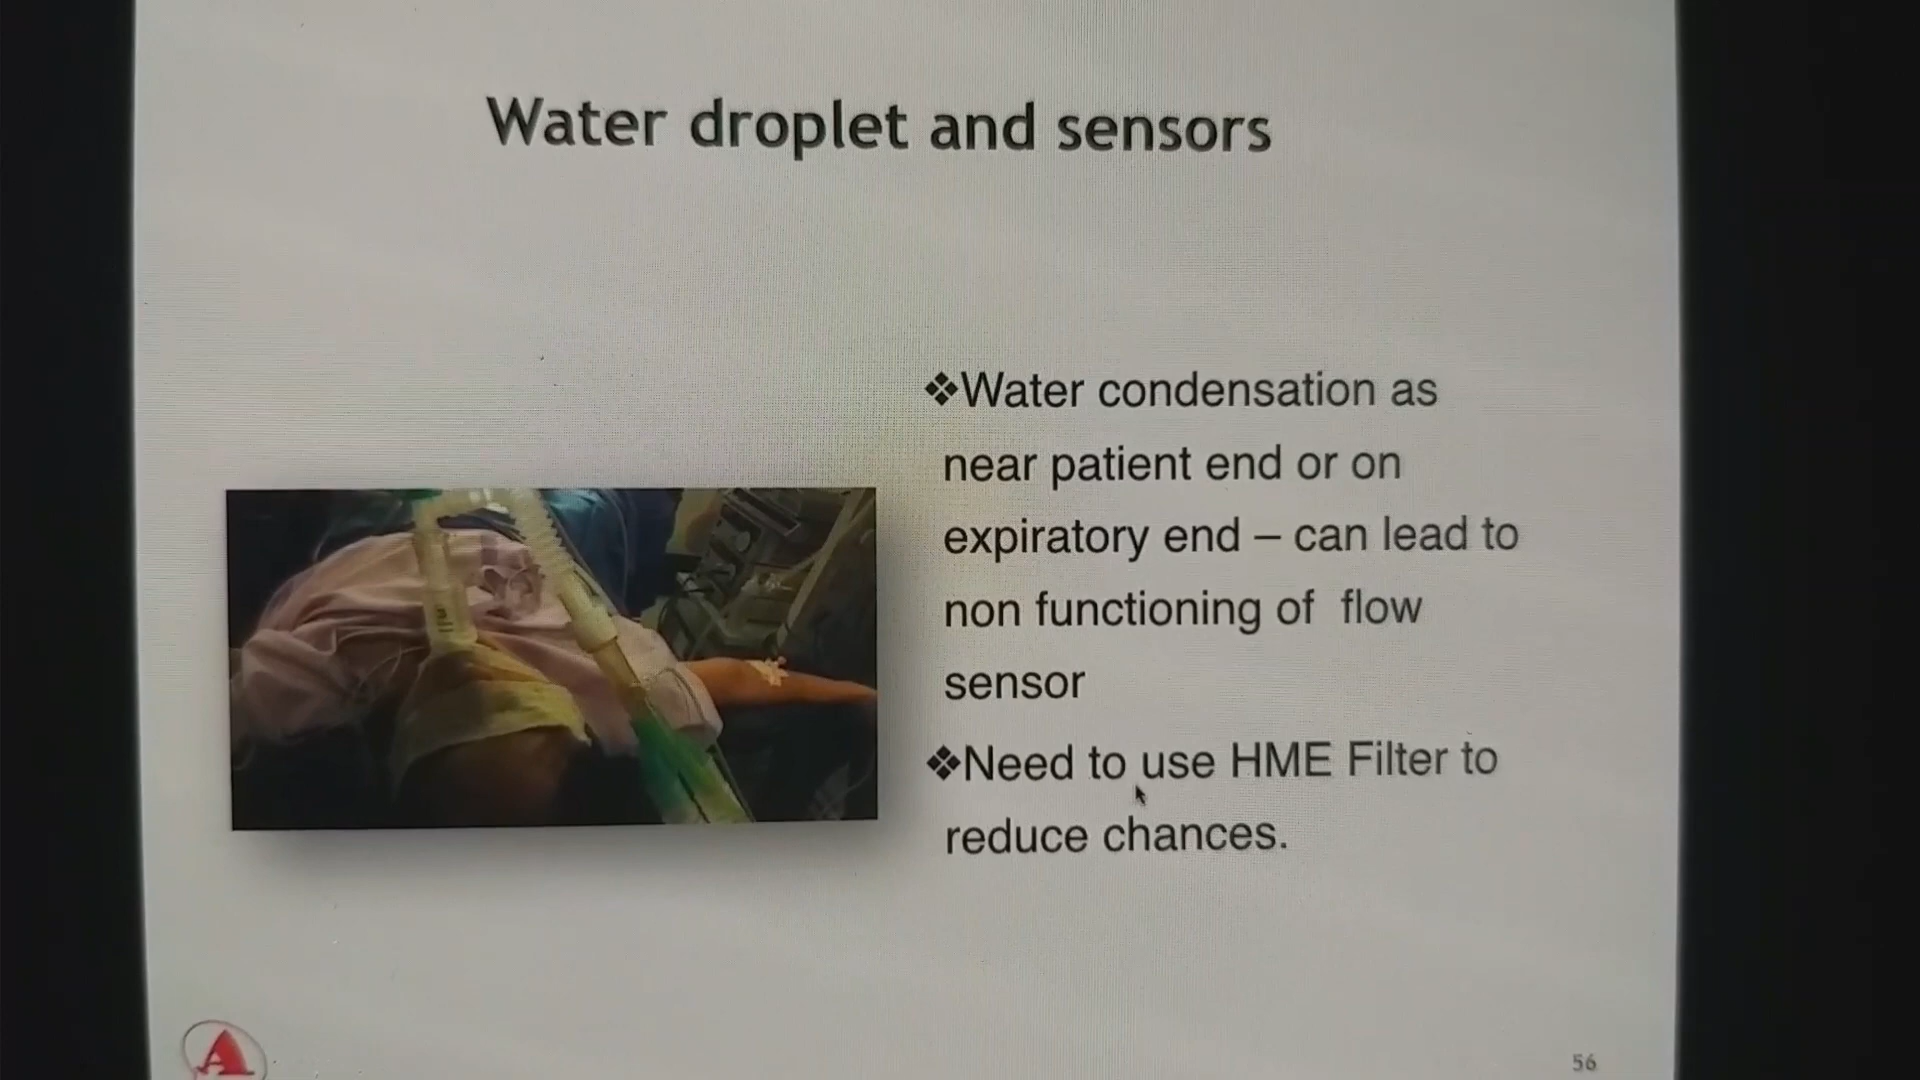 Water droplet and sensors
❖Water condensation as
near patient end or on
expiratory end – can lead to
non functioning of flow
sensor
❖Need to use HME Filter to
reduce chances.
A
56